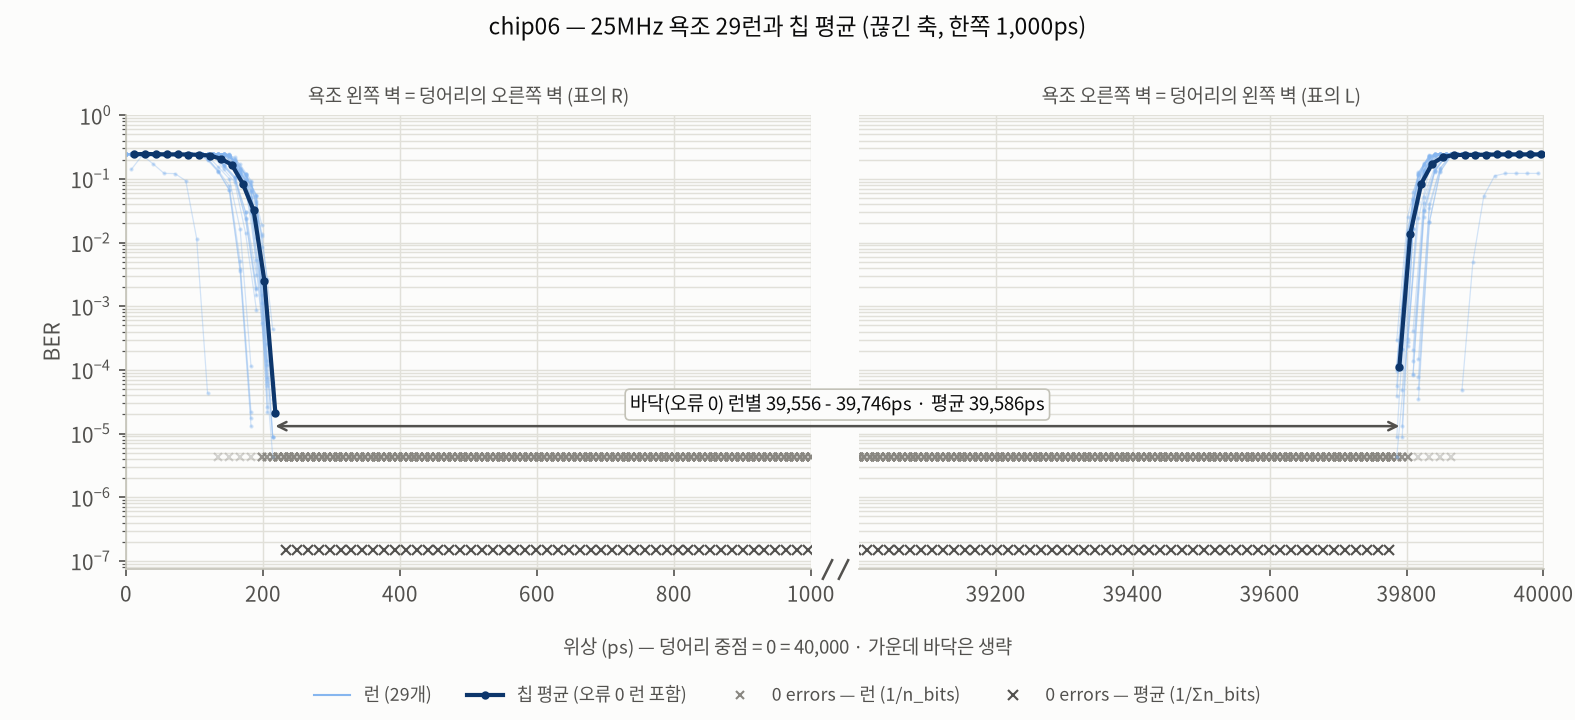 chip06 — 25MHz 욕조 29런과 칩 평균 (끊긴 축, 한쪽 1,000ps)
욕조 왼쪽 벽 = 덩어리의 오른쪽 벽 (표의 R)
욕조 오른쪽 벽 = 덩어리의 왼쪽 벽 (표의 L)
BER
10⁰
10⁻¹
10⁻²
10⁻³
10⁻⁴
10⁻⁵
10⁻⁶
10⁻⁷
바닥(오류 0) 런별 39,556 - 39,746ps · 평균 39,586ps
0 200 400 600 800 1000 39200 39400 39600 39800 40000
위상 (ps) — 덩어리 중점 = 0 = 40,000 · 가운데 바닥은 생략
런 (29개) 칩 평균 (오류 0 런 포함) 0 errors — 런 (1/n_bits) 0 errors — 평균 (1/Σn_bits)